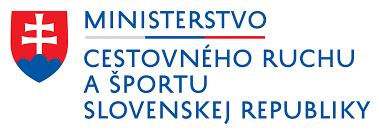 MINISTERSTVO
CESTOVNÉHO RUCHU
A ŠPORTU
SLOVENSKEJ REPUBLIKY